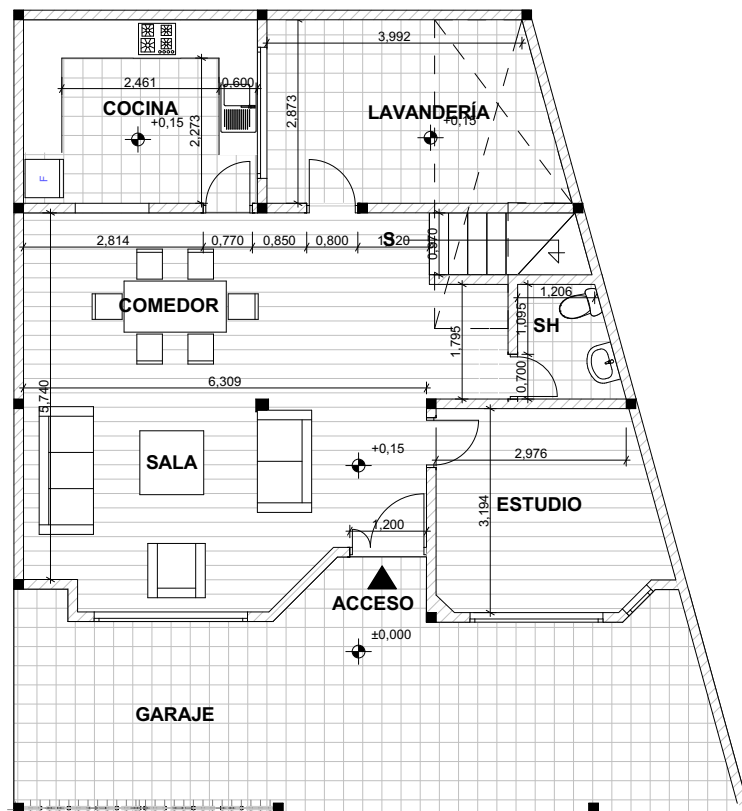 3,992
2,461
0,600
COCINA
LAVANDERÍA
+0,15
+0,15
2,873
2,273
F
2,814
0,770
0,850
0,800
S
0,970
COMEDOR
1,206
1,095
SH
1,795
0,700
6,309
5,740
SALA
+0,15
2,976
ESTUDIO
3,194
1,200
ACCESO
±0,000
GARAJE